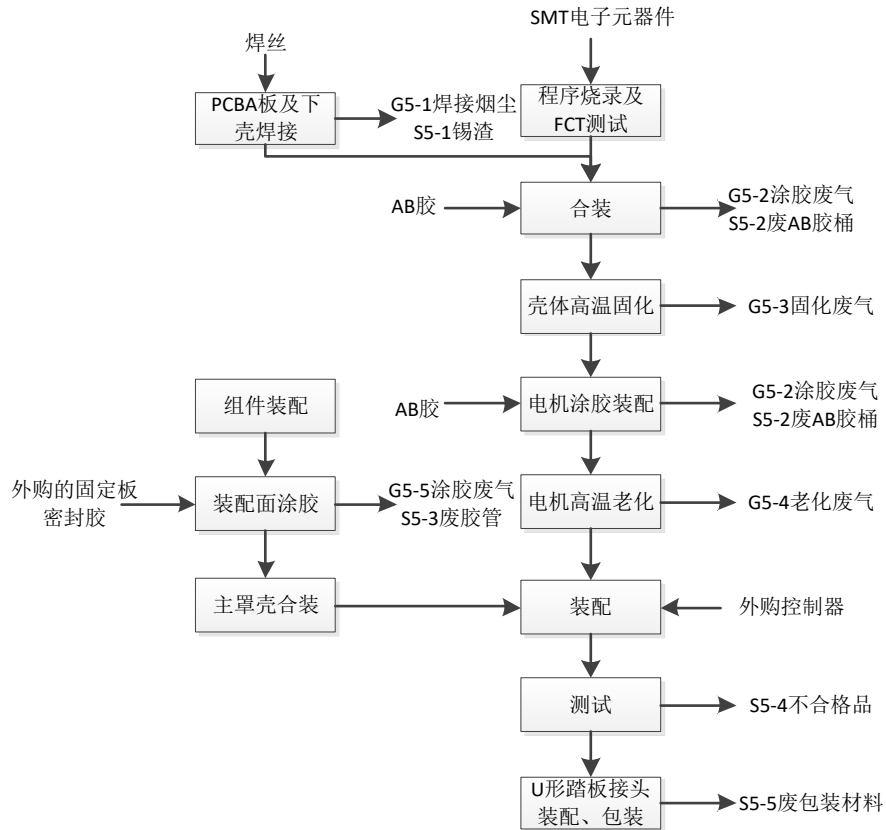 SMT电子元器件
焊丝
PCBA板及下
壳焊接
G5-1焊接烟尘
S5-1锡渣
程序烧录及
FCT测试
AB胶
合装
G5-2涂胶废气
S5-2废AB胶桶
壳体高温固化
G5-3固化废气
组件装配
AB胶
电机涂胶装配
G5-2涂胶废气
S5-2废AB胶桶
外购的固定板
密封胶
装配面涂胶
G5-5涂胶废气
S5-3废胶管
电机高温老化
G5-4老化废气
主罩壳合装
装配
外购控制器
测试
S5-4不合格品
U形踏板接头
装配、包装
S5-5废包装材料